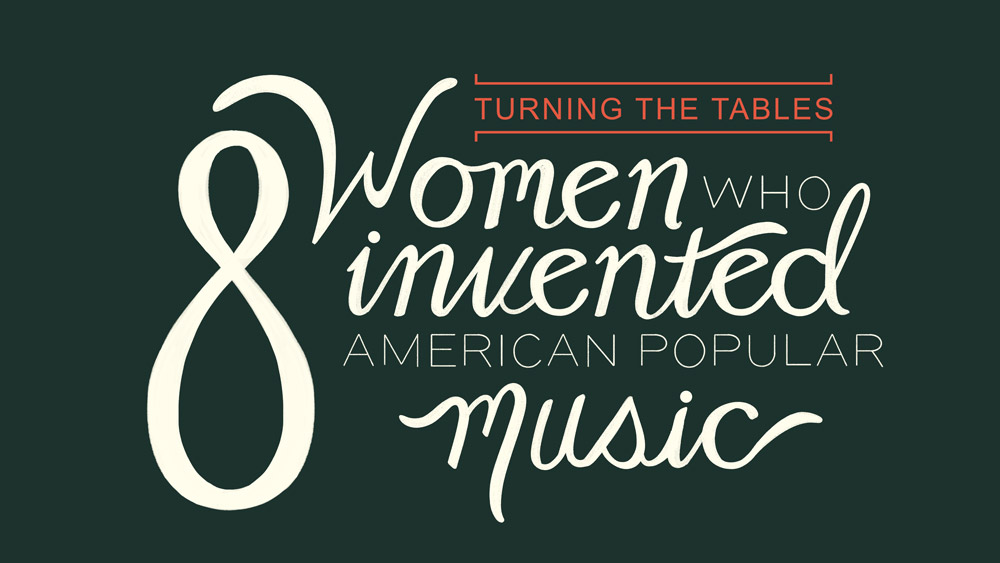 TURNING THE TABLES
8 Women WHO
invented
AMERICAN POPULAR
music